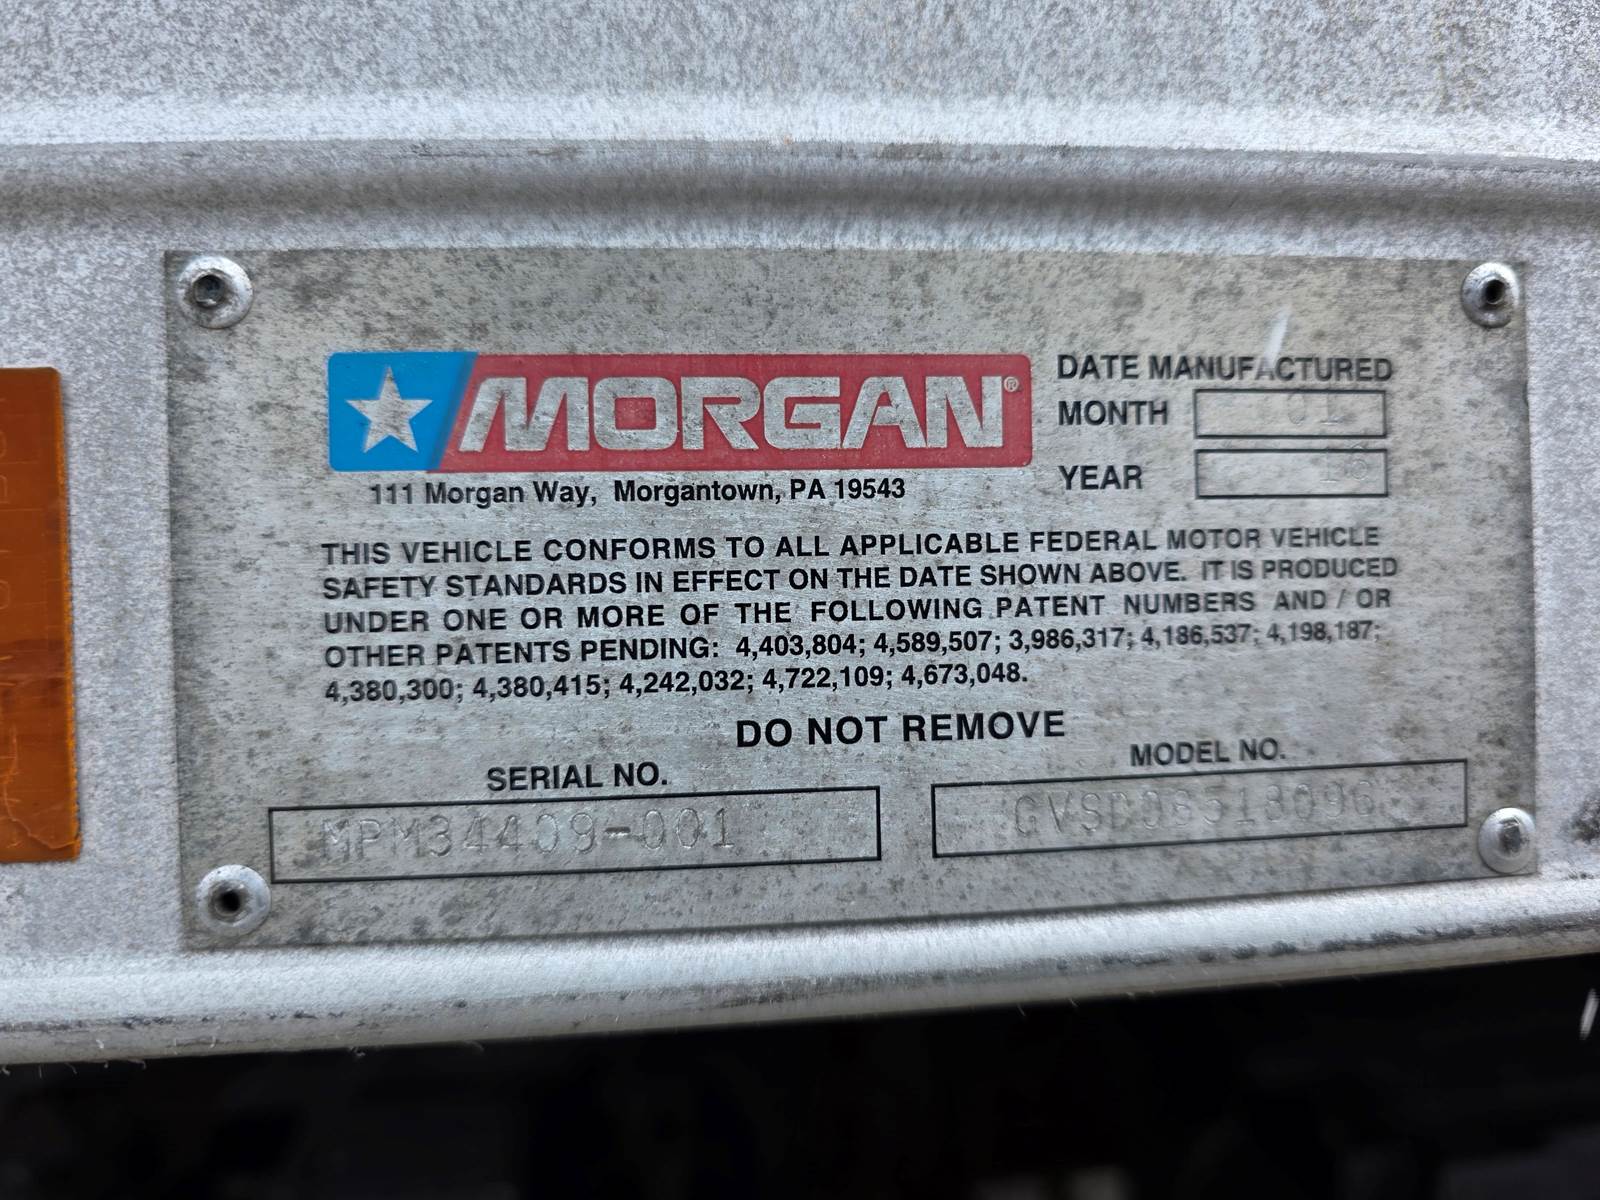 MORGAN®
DATE MANUFACTURED
MONTH 01
YEAR
111 Morgan Way, Morgantown, PA 19543
THIS VEHICLE CONFORMS TO ALL APPLICABLE FEDERAL MOTOR VEHICLE
SAFETY STANDARDS IN EFFECT ON THE DATE SHOWN ABOVE. IT IS PRODUCED
UNDER ONE OR MORE OF THE FOLLOWING PATENT NUMBERS AND / OR
OTHER PATENTS PENDING: 4,403,804; 4,589,507; 3,986,317; 4,186,537; 4,198,187;
4,380,300; 4,380,415; 4,242,032; 4,722,109; 4,673,048.
DO NOT REMOVE
SERIAL NO.
MODEL NO.
MPM34409-001